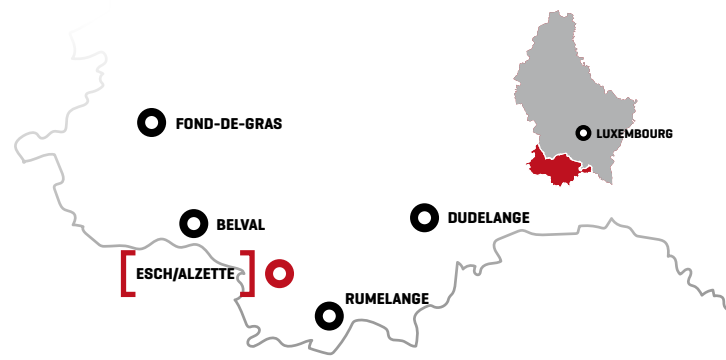 FOND-DE-GRAS
LUXEMBOURG
BELVAL
DUDELANGE
[ESCH/ALZETTE]
RUMELANGE